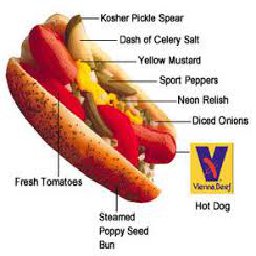 Kosher Pickle Spear
Dash of Celery Salt
Yellow Mustard
Sport Peppers
Neon Relish
Diced Onions
Vienna Beef
Hot Dog
Fresh Tomatoes
Steamed
Poppy Seed
Bun